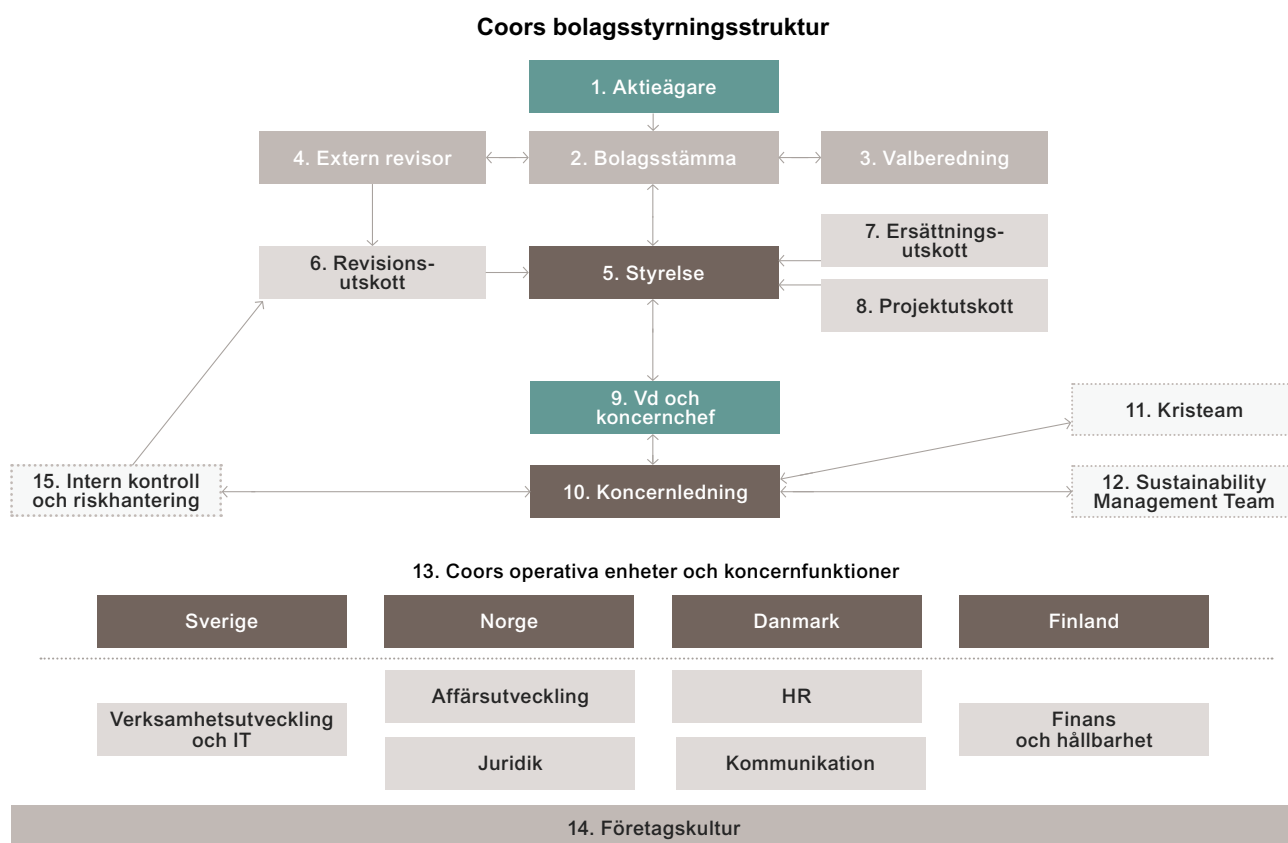 Coors bolagsstyrningsstruktur
1. Aktieägare
4. Extern revisor
2. Bolagsstämma
3. Valberedning
6. Revisions-
utskott
5. Styrelse
7. Ersättnings-
utskott
8. Projektutskott
9. Vd och
koncernchef
11. Kristeam
15. Intern kontroll
och riskhantering
10. Koncernledning
12. Sustainability
Management Team
13. Coors operativa enheter och koncernfunktioner
Sverige
Norge
Danmark
Finland
Verksamhetsutveckling
och IT
Affärsutveckling
Juridik
HR
Kommunikation
Finans
och hållbarhet
14. Företagskultur